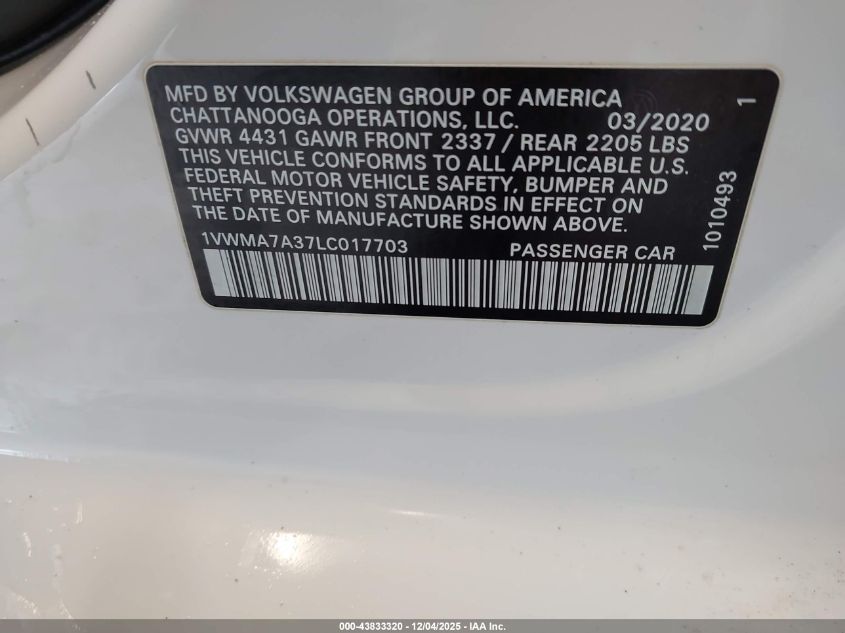 MFD BY VOLKSWAGEN GROUP OF AMERICA
CHATTANOOGA OPERATIONS, LLC. 03/2020
GVWR 4431 GAWR FRONT 2337 / REAR 2205 LBS
THIS VEHICLE CONFORMS TO ALL APPLICABLE U.S.
FEDERAL MOTOR VEHICLE SAFETY, BUMPER AND
THEFT PREVENTION STANDARDS IN EFFECT ON
THE DATE OF MANUFACTURE SHOWN ABOVE.
1VWMA7A37LC017703 PASSENGER CAR
1010493 1
000-43833320 - 12/04/2025 - IAA Inc.